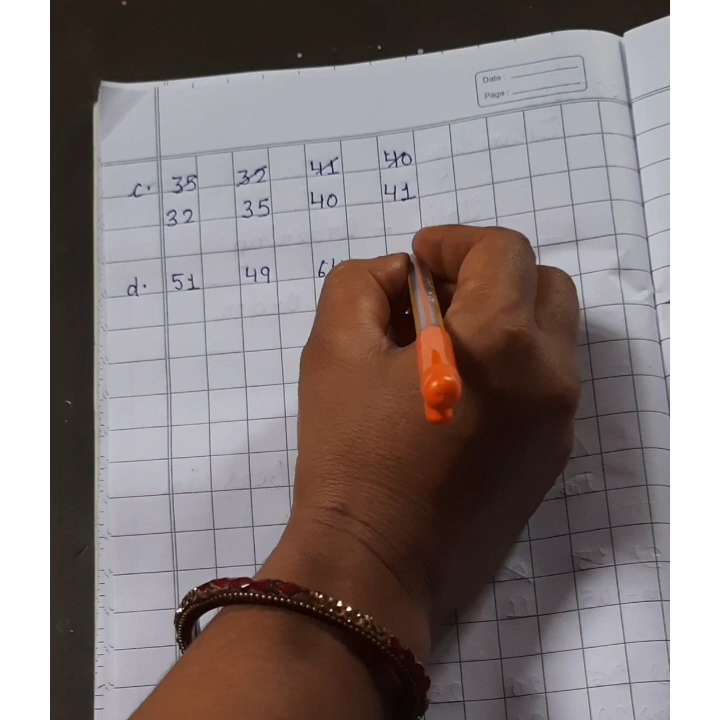 Date :
Page :
c. 35 32 41 40
32 35 40 41
d. 51 49